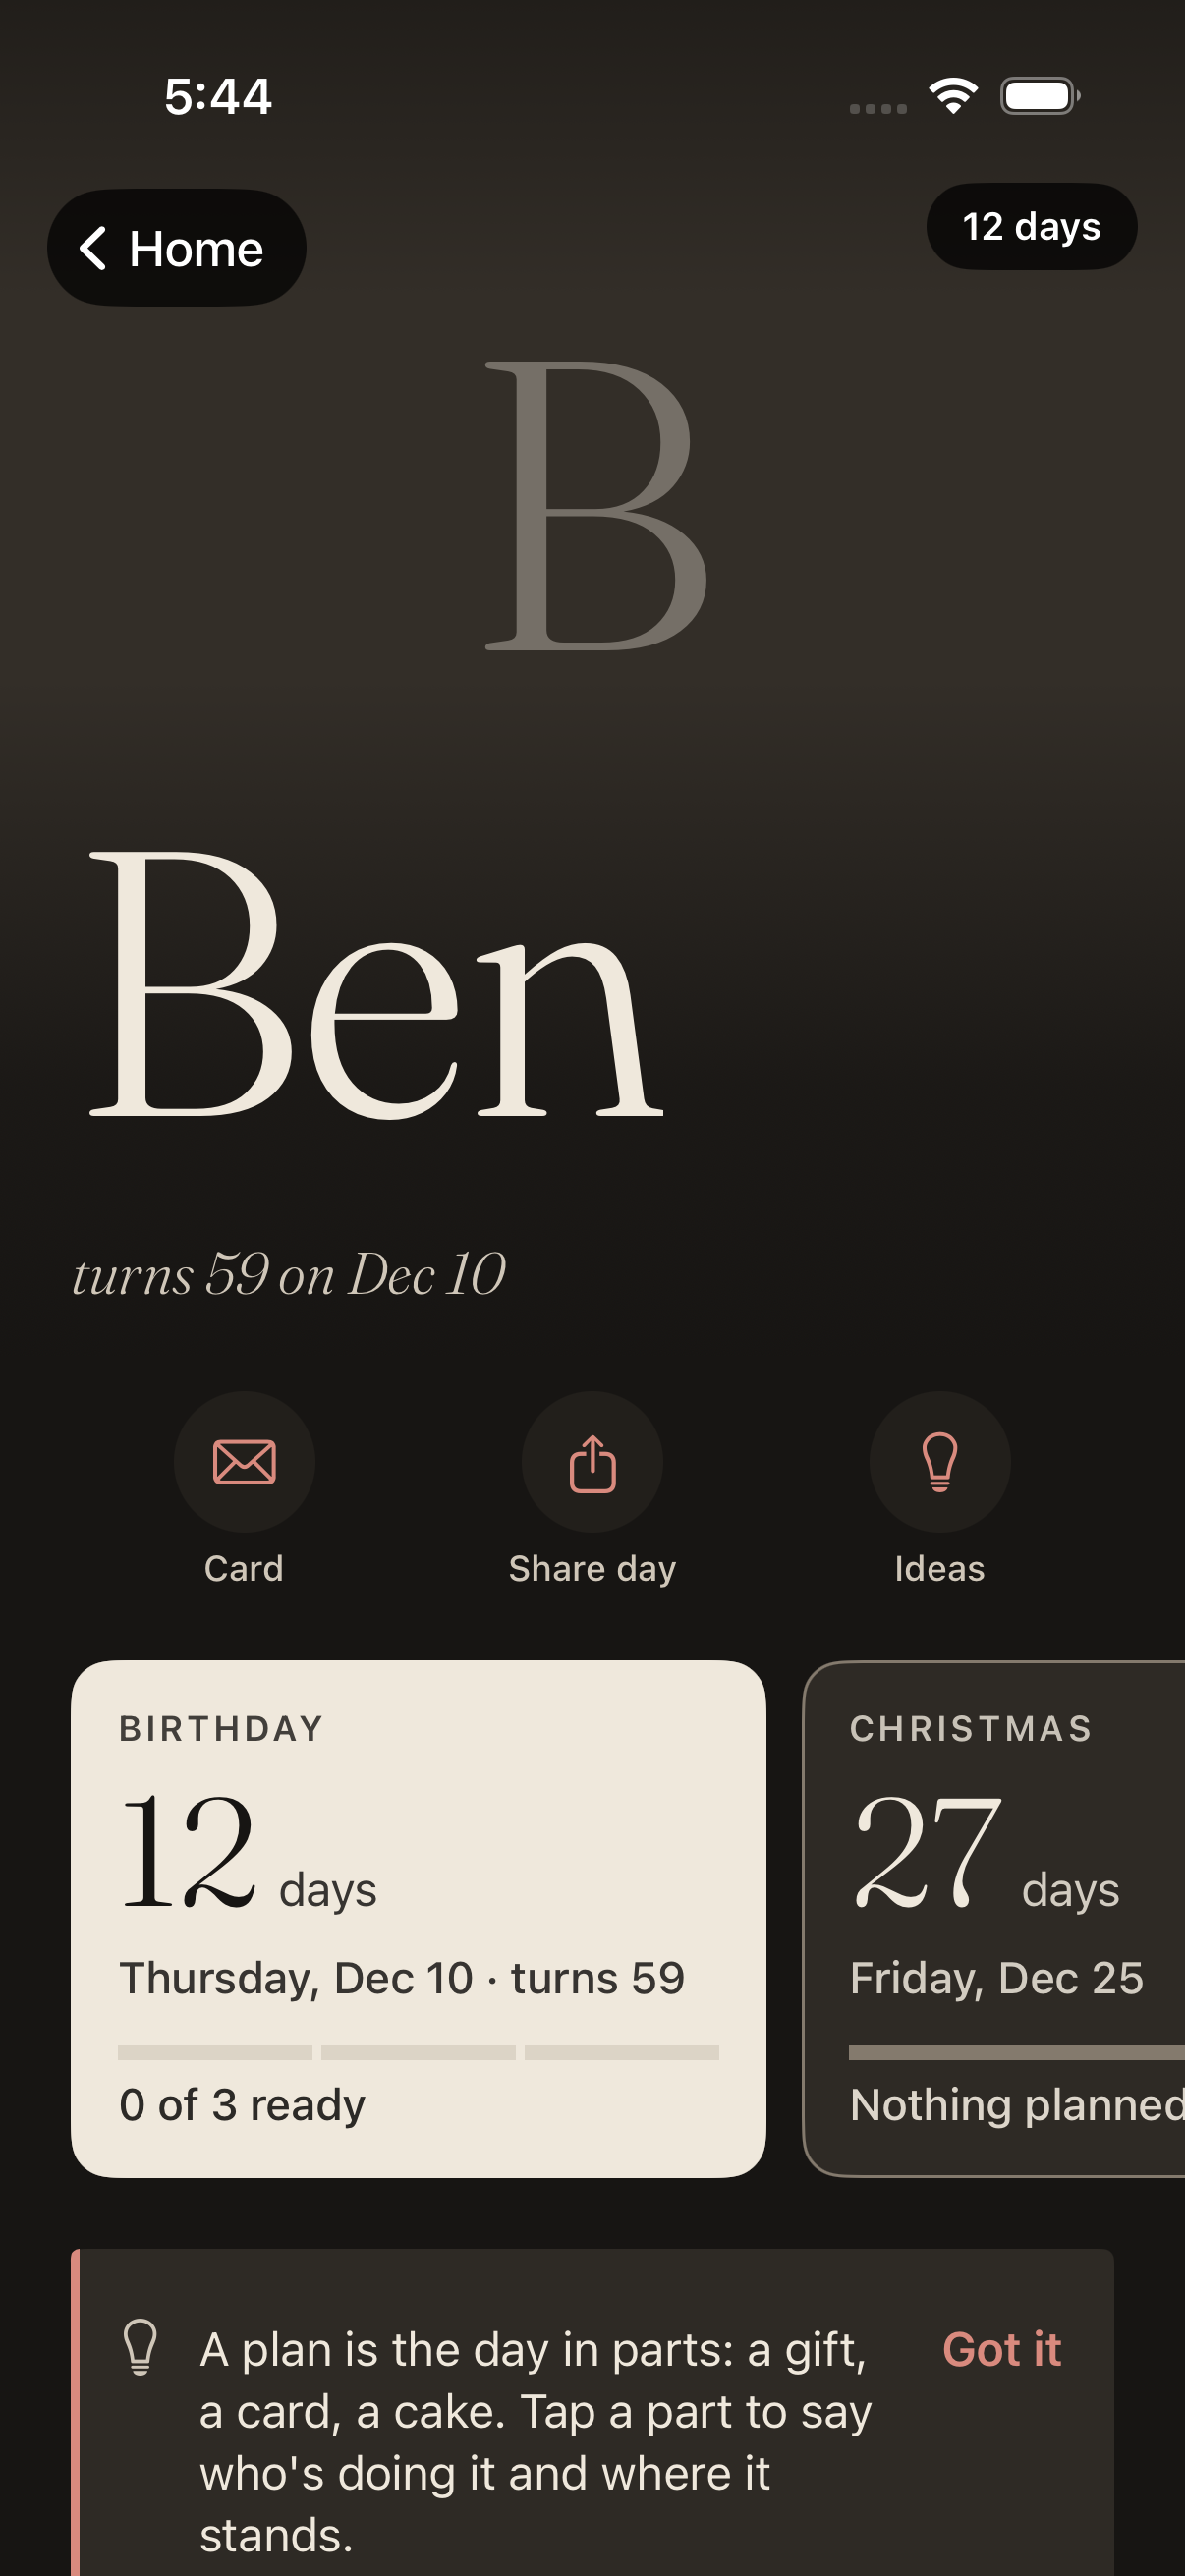 5:44
Home
12 days
B
Ben
turns 59 on Dec 10
Card
Share day
Ideas
BIRTHDAY
12 days
Thursday, Dec 10 · turns 59
0 of 3 ready
CHRISTMAS
27 days
Friday, Dec 25
Nothing planned
A plan is the day in parts: a gift,
a card, a cake. Tap a part to say
who's doing it and where it
stands.
Got it